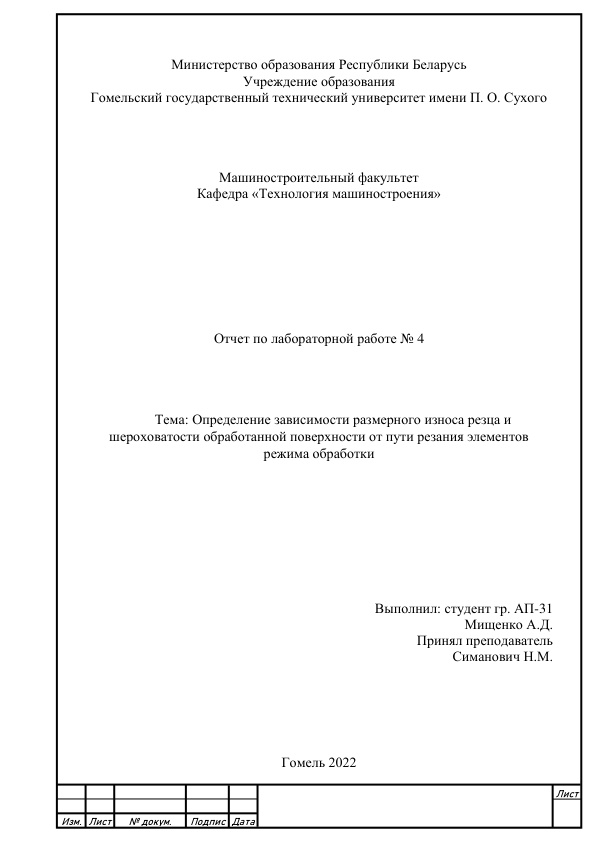 Министерство образования Республики Беларусь
Учреждение образования
Гомельский государственный технический университет имени П. О. Сухого
Машиностроительный факультет
Кафедра «Технология машиностроения»
Отчет по лабораторной работе № 4
Тема: Определение зависимости размерного износа резца и
шероховатости обработанной поверхности от пути резания элементов
режима обработки
Выполнил: студент гр. АП-31
Мищенко А.Д.
Принял преподаватель
Симанович Н.М.
Гомель 2022
Лист
Изм. Лист № докум. Подпис Дата